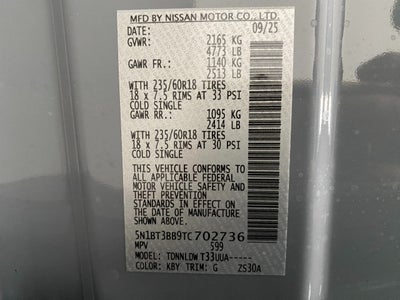 MFD BY NISSAN MOTOR CO., LTD.
DATE: 09/25
GVWR: 2165 KG
4773 LB
GAWR FR.: 1140 KG
2513 LB
WITH 235/60R18 TIRES
18 x 7.5 RIMS AT 33 PSI
COLD SINGLE
GAWR RR.: 1095 KG
2414 LB
WITH 235/60R18 TIRES
18 x 7.5 RIMS AT 30 PSI
COLD SINGLE
THIS VEHICLE CONFORMS TO
ALL APPLICABLE FEDERAL
MOTOR VEHICLE SAFETY AND
THEFT PREVENTION
STANDARDS IN EFFECT ON
THE DATE OF MANUFACTURE
SHOWN ABOVE.
5N1BT3BB9TC702736
MPV 599
MODEL: TDNNLDW T33UUA-----
COLOR: KBY TRIM: G ZS30A